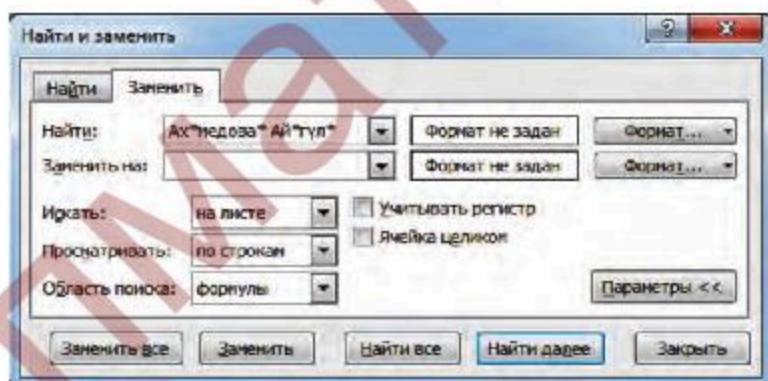 Найти и заменить
Найти Заменить
Найти: Ах*медова* Ай*гул* Формат не задан Формат...
Заменить на: Формат не задан Формат...
Искать: на листе Учитывать регистр
Просматривать: по строкам Ячейка целиком
Область поиска: формулы Параметры <<
Заменить все Заменить Найти все Найти далее Закрыть